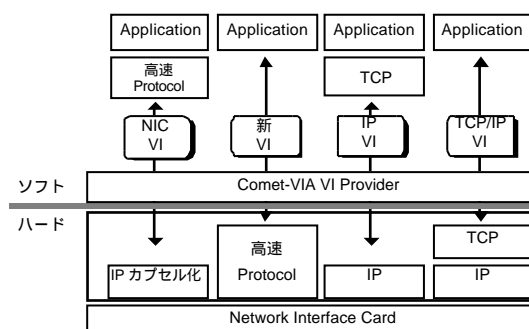 Application Application Application Application
高速
Protocol
TCP
NIC
VI
新
VI
IP
VI
TCP/IP
VI
ソフト
Comet-VIA VI Provider
ハード
IP カプセル化
高速
Protocol
IP
TCP
IP
Network Interface Card